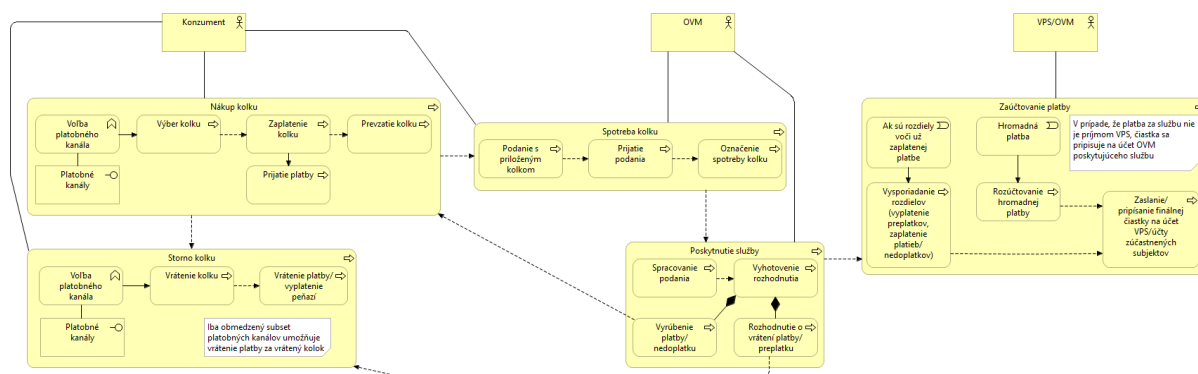 Konzument
OVM
VPS/OVM
Nákup kolku
Voľba
platobného
kanála
Výber kolku
Zaplatenie
kolku
Prevzatie kolku
Platobné
kanály
Prijatie platby
Spotreba kolku
Podanie s
priloženým
kolkom
Prijatie
podania
Označenie
spotreby kolku
Zaúčtovanie platby
Ak sú rozdiely
voči už
zaplatenej
platbe
Hromadná
platba
V prípade, že platba za službu nie
je príjmom VPS, čiastka sa
pripisuje na účet OVM
poskytujúceho službu
Vysporiadanie
rozdielov
(vyplatenie
preplatkov,
zaplatenie
platieb/
nedoplatkov)
Rozúčtovanie
hromadnej
platby
Zaslanie/
pripísanie finálnej
čiastky na účet
VPS/účty
zúčastnených
subjektov
Storno kolku
Voľba
platobného
kanála
Vrátenie kolku
Vrátenie platby/
vyplatenie
peňazí
Platobné
kanály
Iba obmedzený subset
platobných kanálov umožňuje
vrátenie platby za vrátený kolok
Poskytnutie služby
Spracovanie
podania
Vyhotovenie
rozhodnutia
Vyrúbenie
platby/
nedoplatku
Rozhodnutie o
vrátení platby/
preplatku